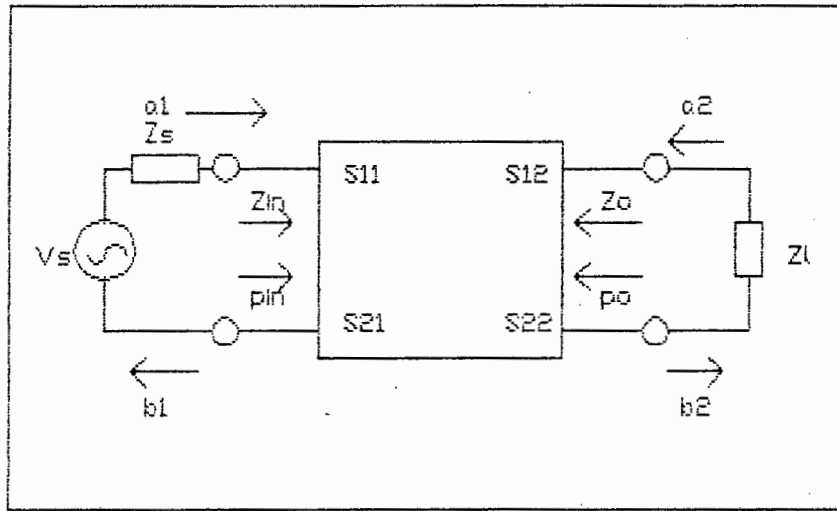 a1 a2
Zs
S11 S12
Zin Zo
Vs Zl
pin po
S21 S22
b1 b2